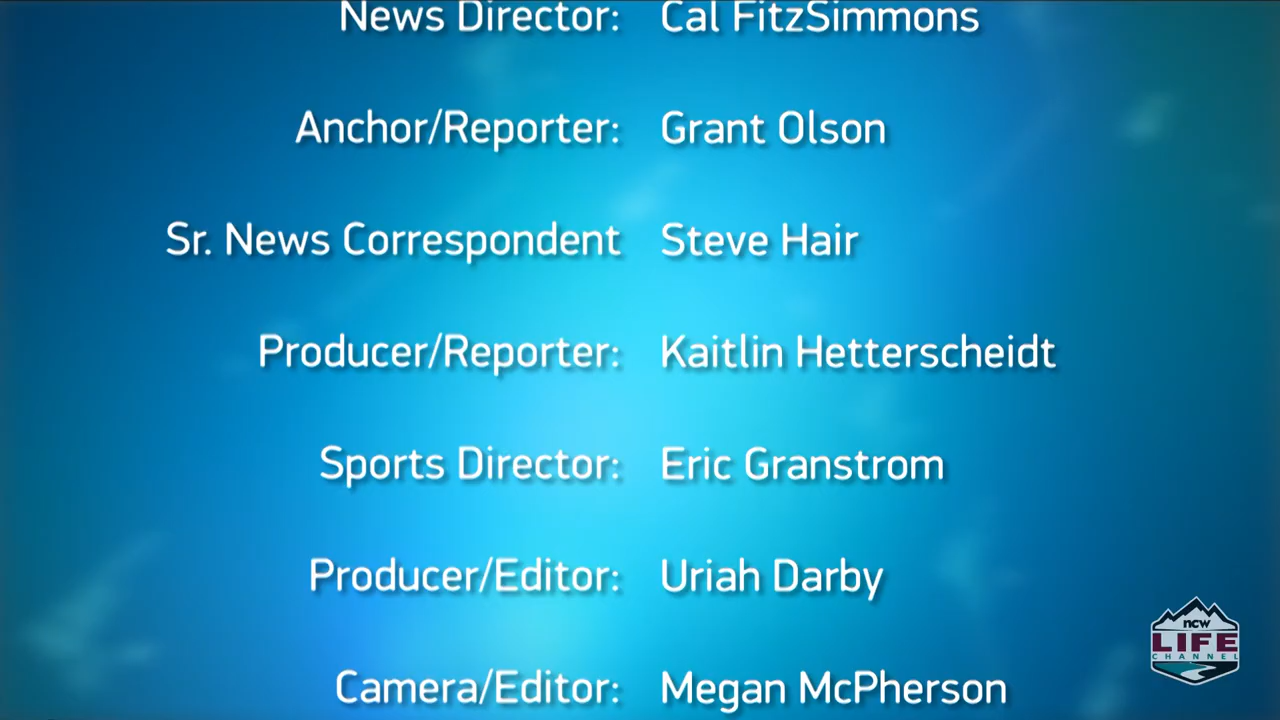 News Director: Cal FitzSimmons
Anchor/Reporter: Grant Olson
Sr. News Correspondent Steve Hair
Producer/Reporter: Kaitlin Hetterscheidt
Sports Director: Eric Granstrom
Producer/Editor: Uriah Darby
Camera/Editor: Megan McPherson
ncw
LIFE
CHANNEL